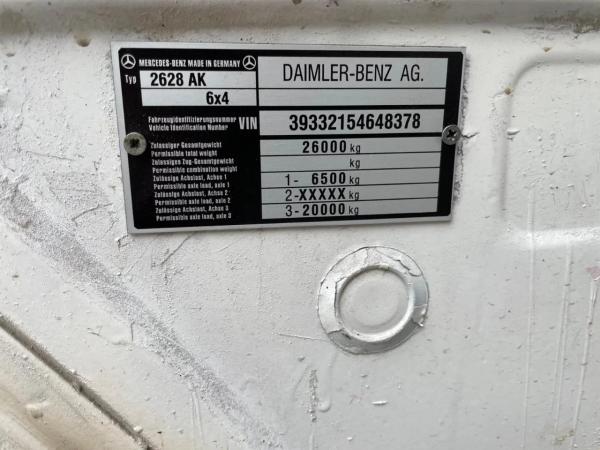 MERCEDES-BENZ MADE IN GERMANY
Typ 2628 AK
6x4
DAIMLER-BENZ AG.
Fahrzeugidentifizierungsnummer
Vehicle Identification Number VIN 39332154648378
Zulässiger Gesamtgewicht 26000 kg
Permissible total weight
Zulässiges Zug-Gesamtgewicht kg
Permissible combination weight
Zulässige Achslast, Achse 1 1- 6500 kg
Permissible axle load, axle 1
Zulässige Achslast, Achse 2 2-XXXXX kg
Permissible axle load, axle 2
Zulässige Achslast, Achse 3 3-20000 kg
Permissible axle load, axle 3